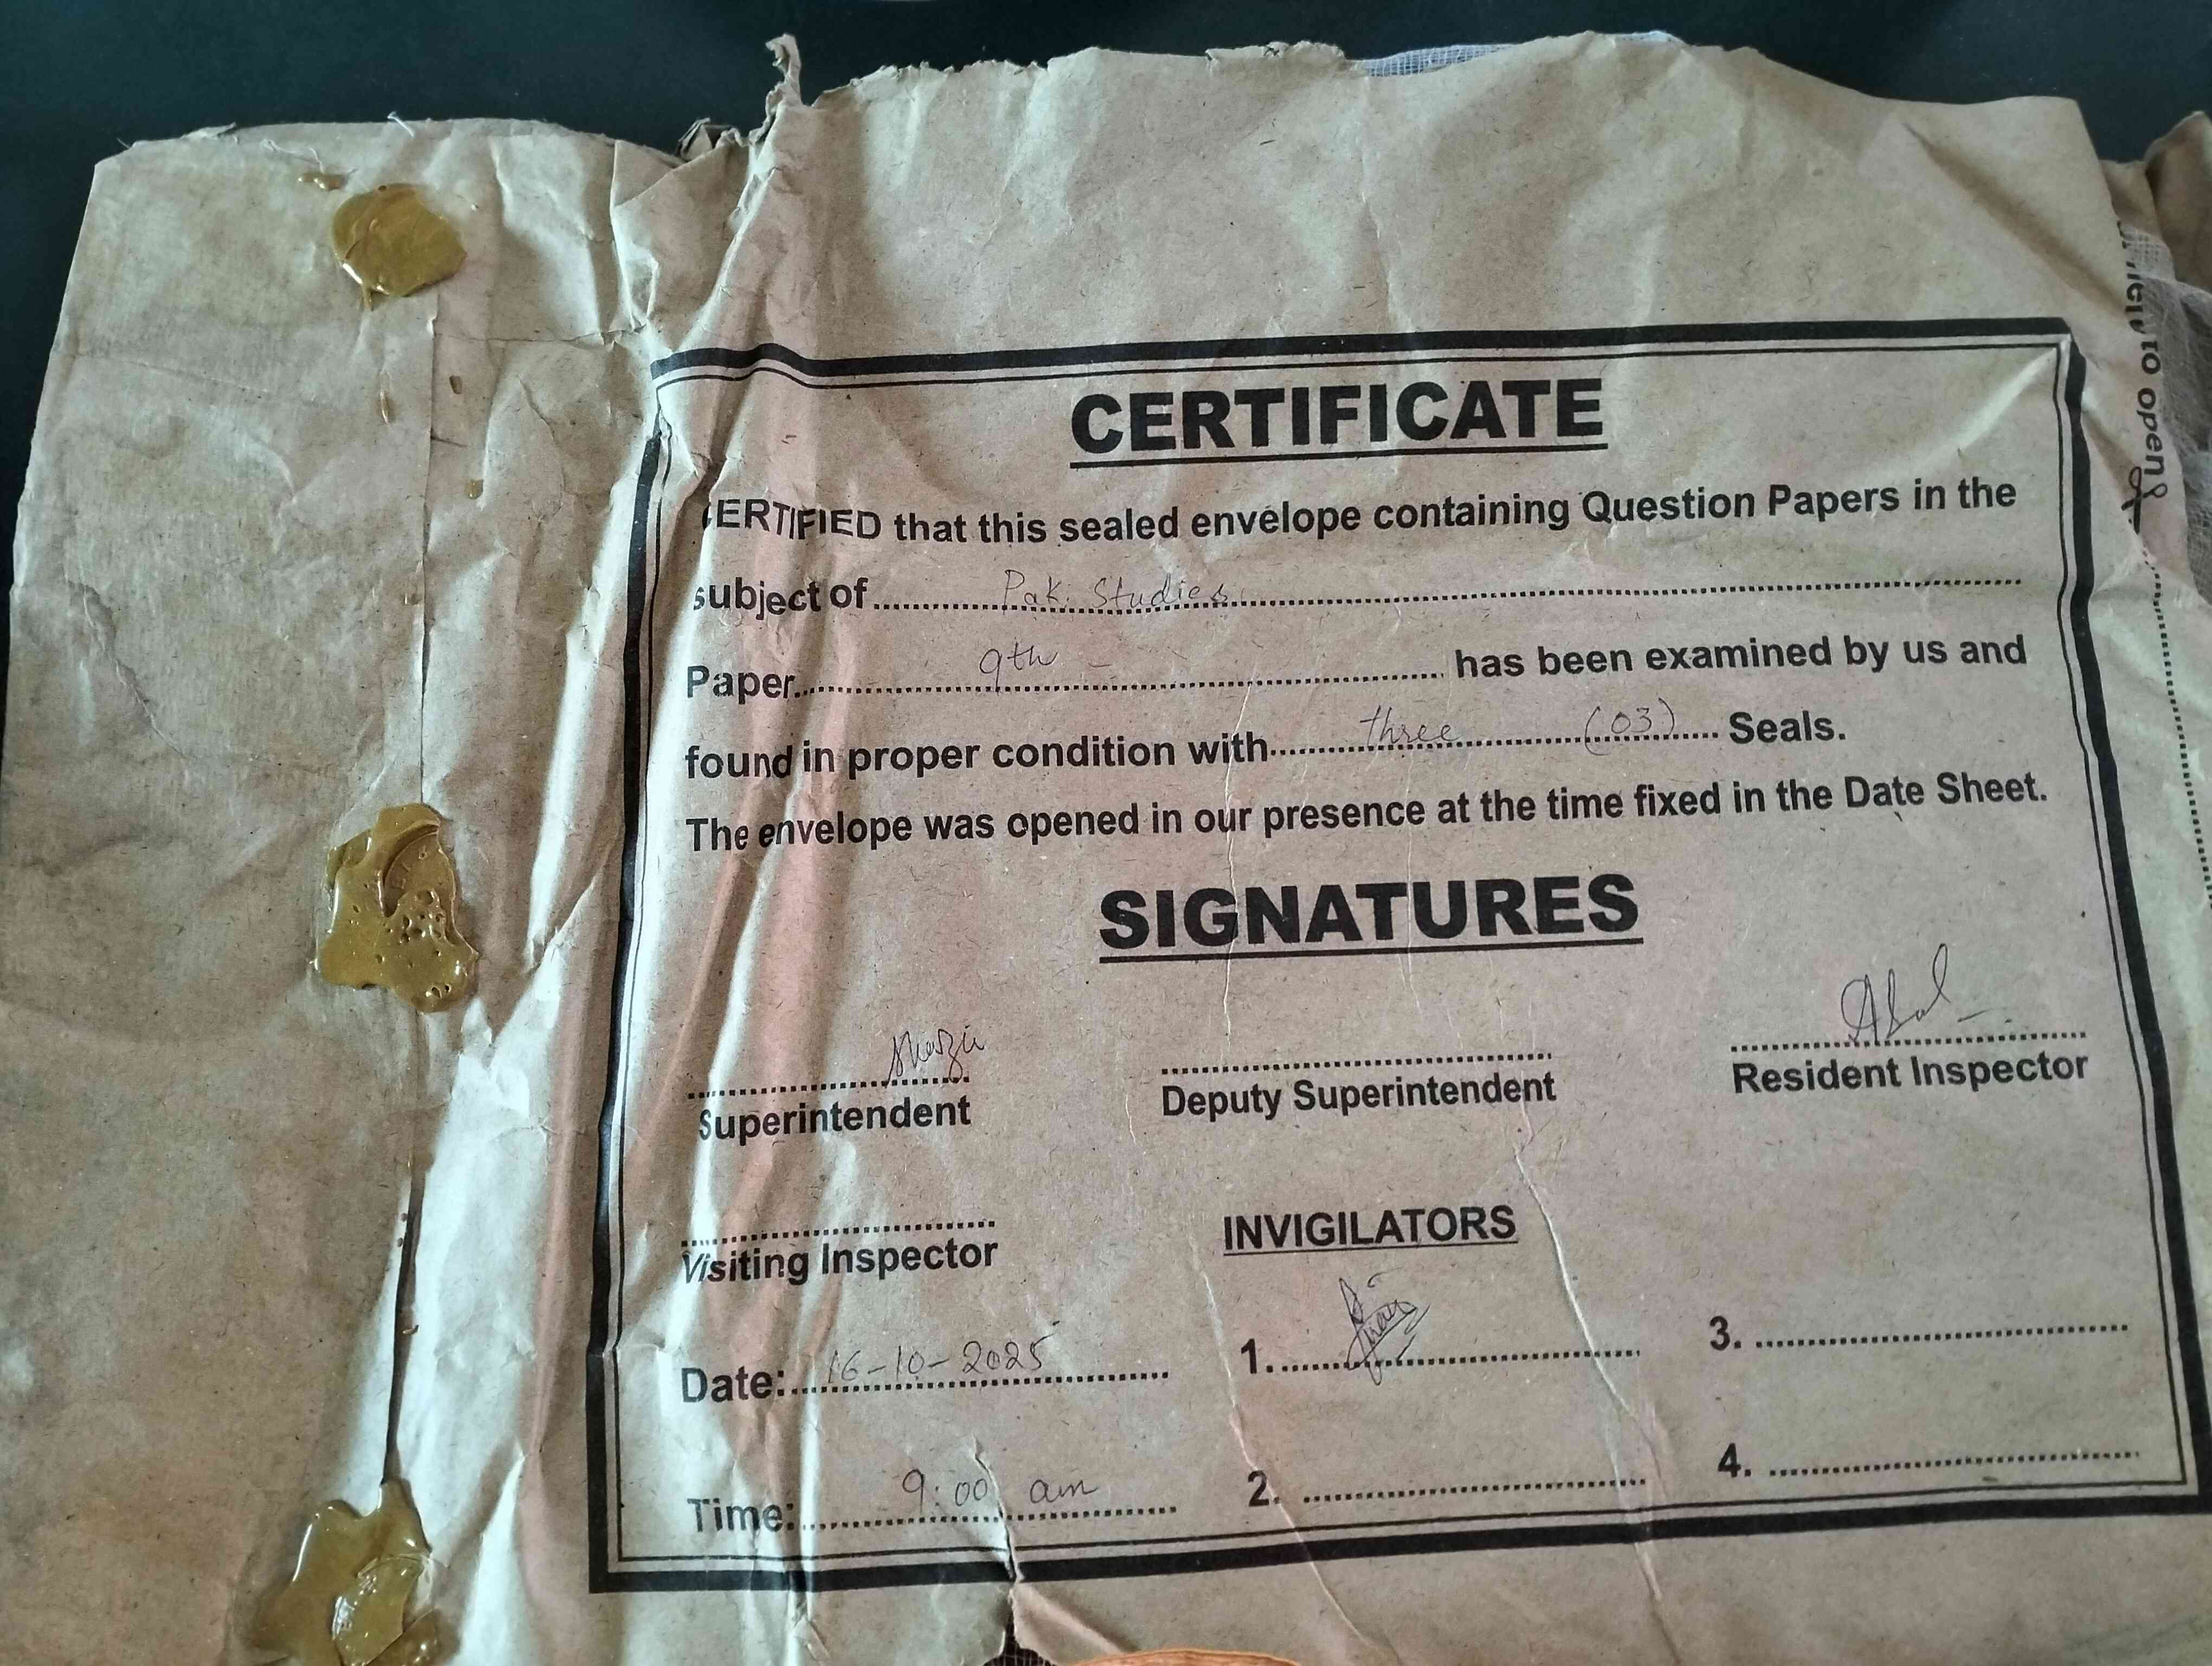 CERTIFICATE
CERTIFIED that this sealed envelope containing Question Papers in the
subject of Pak. Studies
Paper 9th has been examined by us and
found in proper condition with three (03) Seals.
The envelope was opened in our presence at the time fixed in the Date Sheet.
SIGNATURES
Superintendent
Deputy Superintendent
Resident Inspector
Visiting Inspector
INVIGILATORS
Date: 16-10-2025
1.
3.
Time: 9:00 am
2.
4.
to open